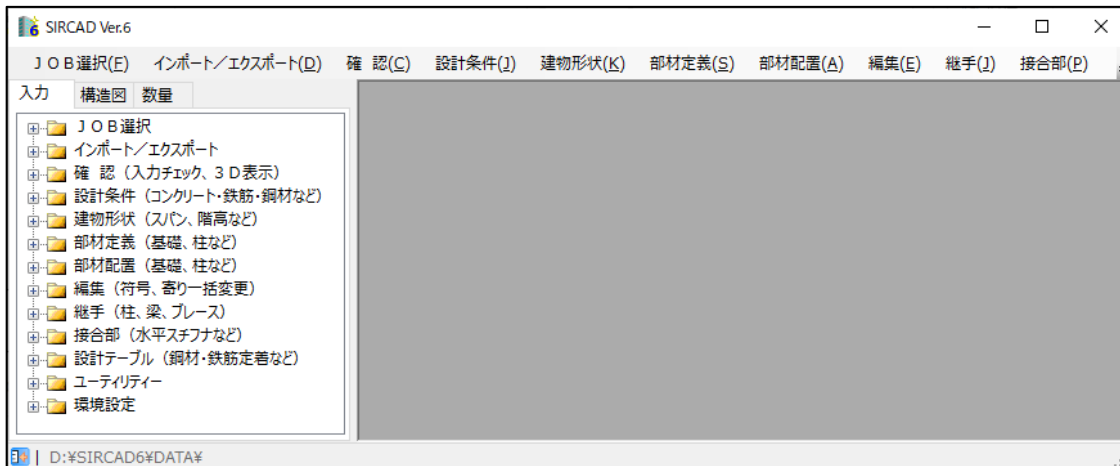 SIRCAD Ver.6
ＪＯＢ選択(F) インポート／エクスポート(D) 確 認(C) 設計条件(J) 建物形状(K) 部材定義(S) 部材配置(A) 編集(E) 継手(J) 接合部(P)
入力 構造図 数量
ＪＯＢ選択
インポート／エクスポート
確 認（入力チェック、３Ｄ表示）
設計条件（コンクリート・鉄筋・鋼材など）
建物形状（スパン、階高など）
部材定義（基礎、柱など）
部材配置（基礎、柱など）
編集（符号、寄り一括変更）
継手（柱、梁、ブレース）
接合部（水平スチフナなど）
設計テーブル（鋼材・鉄筋定着など）
ユーティリティー
環境設定
D:¥SIRCAD6¥DATA¥